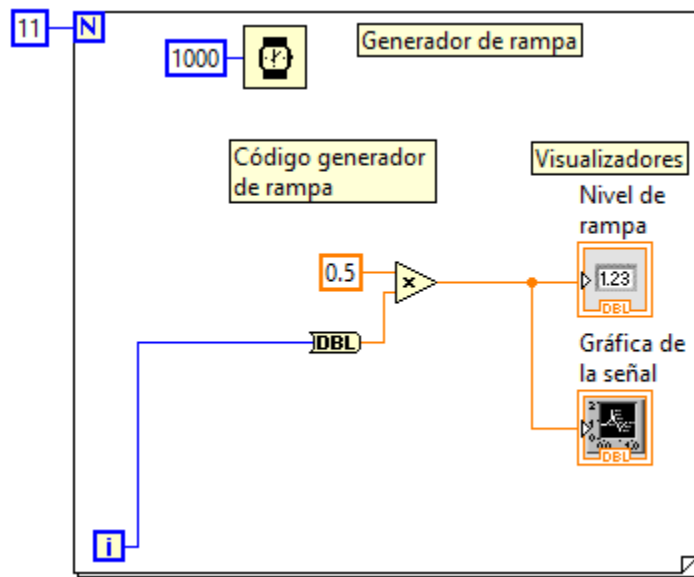 11
N
1000
Generador de rampa
Código generador
de rampa
Visualizadores
Nivel de
rampa
0.5
×
1.23
DBL
DBL
Gráfica de
la señal
DBL
i